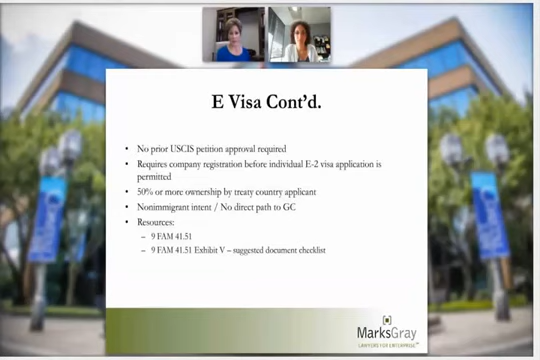 E Visa Cont'd.
• No prior USCIS petition approval required
• Requires company registration before individual E-2 visa application is
permitted
• 50% or more ownership by treaty country applicant
• Nonimmigrant intent / No direct path to GC
• Resources:
– 9 FAM 41.51
– 9 FAM 41.51 Exhibit V – suggested document checklist
MarksGray
LAWYERS FOR ENTERPRISE™